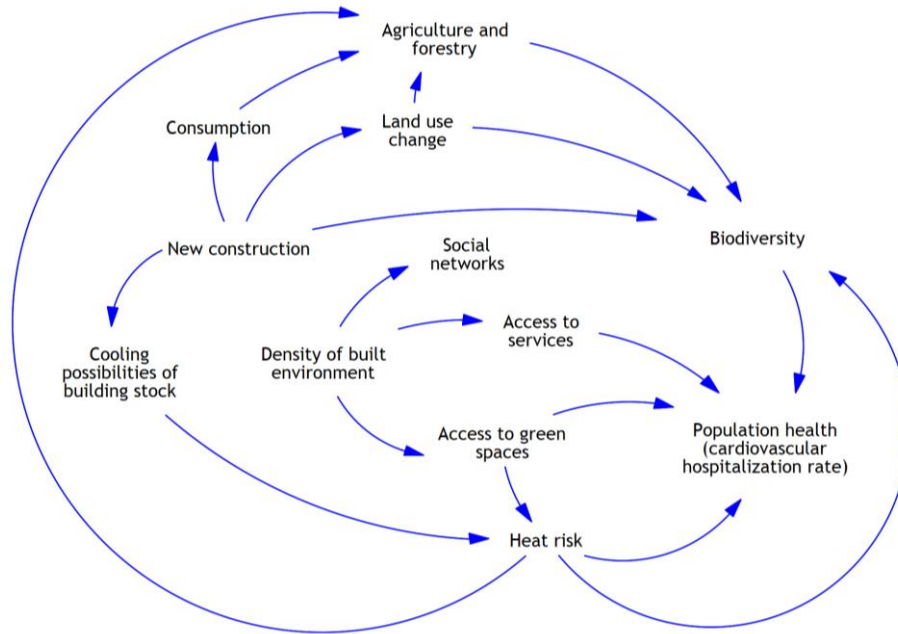 Agriculture and
forestry
Consumption
Land use
change
New construction
Social
networks
Biodiversity
Cooling
possibilities of
building stock
Density of built
environment
Access to
services
Access to green
spaces
Population health
(cardiovascular
hospitalization rate)
Heat risk